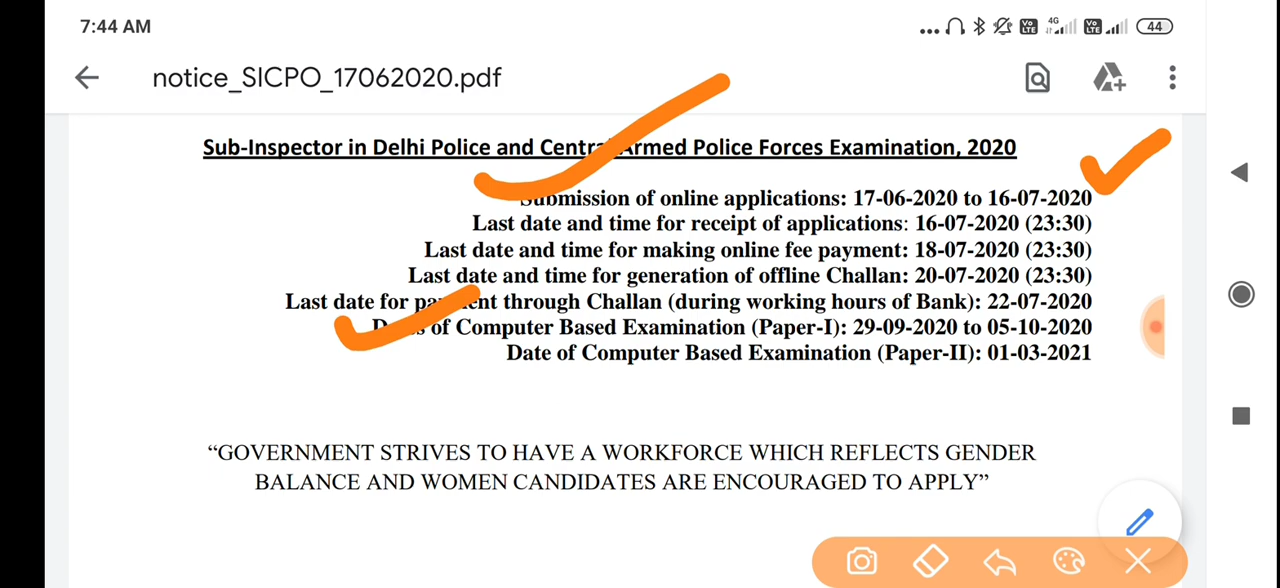 7:44 AM
4G Vo LTE Vo LTE 44
notice_SICPO_17062020.pdf
Sub-Inspector in Delhi Police and Central Armed Police Forces Examination, 2020
Submission of online applications: 17-06-2020 to 16-07-2020
Last date and time for receipt of applications: 16-07-2020 (23:30)
Last date and time for making online fee payment: 18-07-2020 (23:30)
Last date and time for generation of offline Challan: 20-07-2020 (23:30)
Last date for payment through Challan (during working hours of Bank): 22-07-2020
Dates of Computer Based Examination (Paper-I): 29-09-2020 to 05-10-2020
Date of Computer Based Examination (Paper-II): 01-03-2021
“GOVERNMENT STRIVES TO HAVE A WORKFORCE WHICH REFLECTS GENDER
BALANCE AND WOMEN CANDIDATES ARE ENCOURAGED TO APPLY”